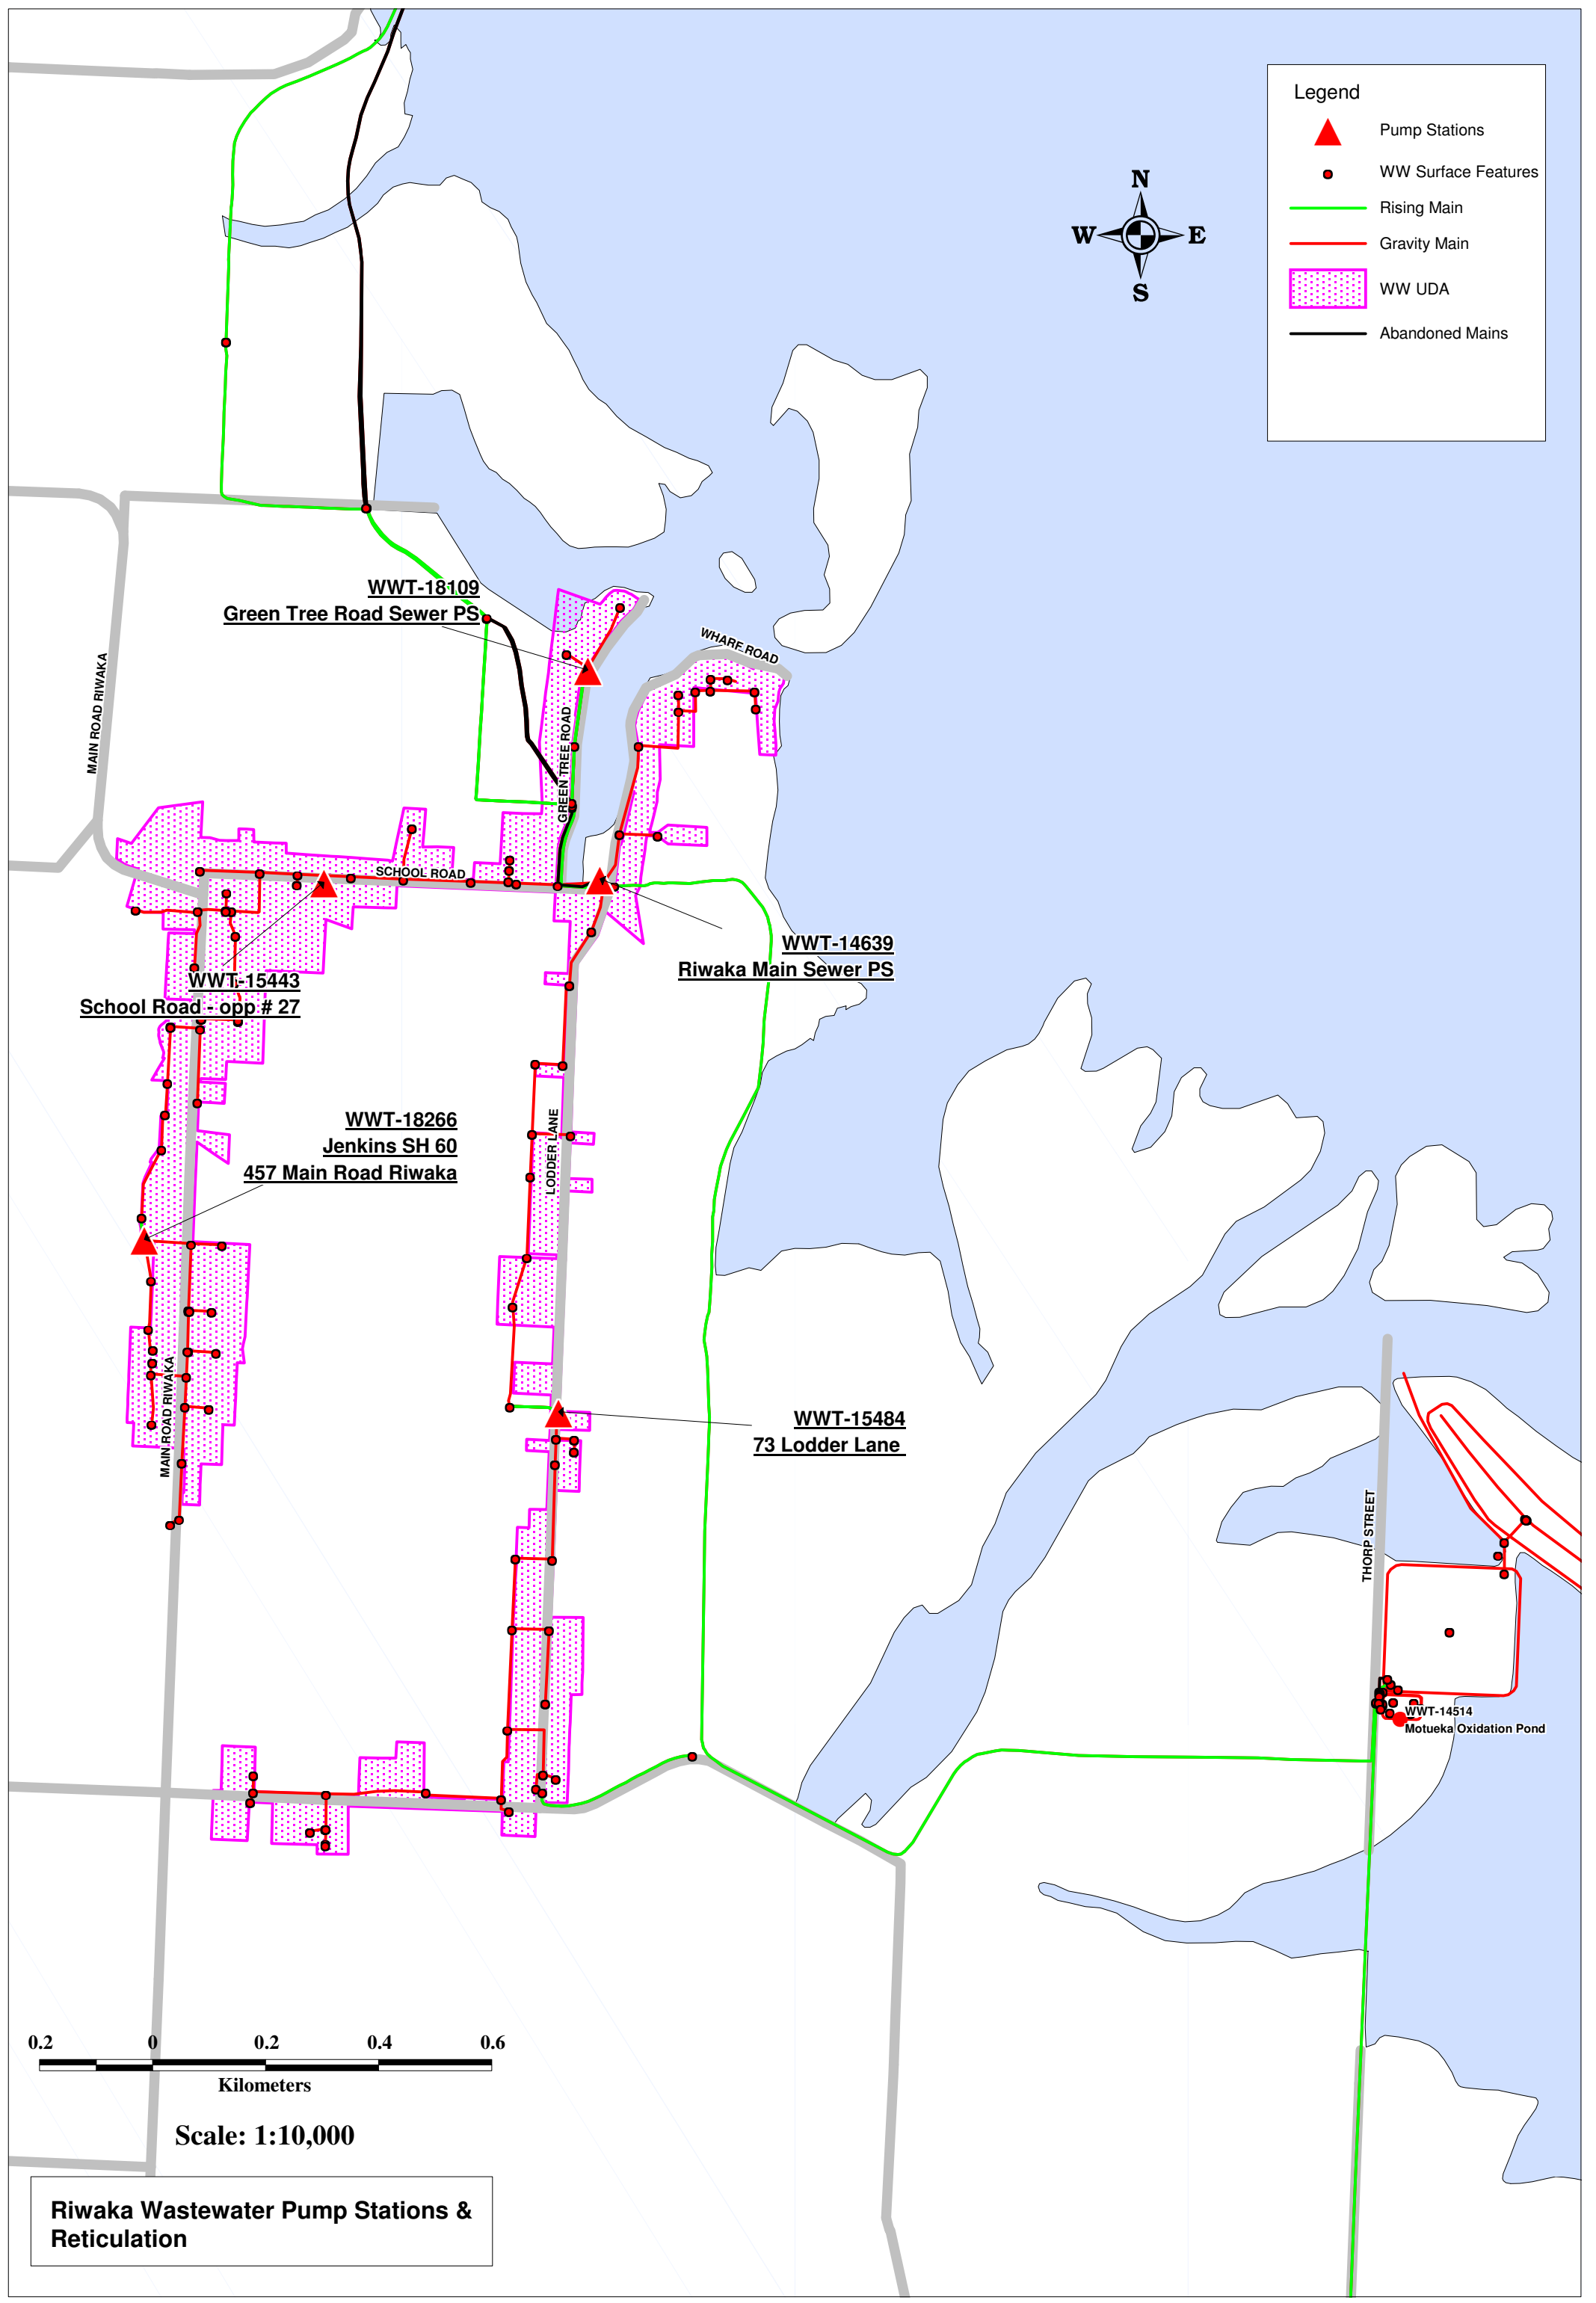 Legend
Pump Stations
WW Surface Features
Rising Main
Gravity Main
WW UDA
Abandoned Mains
N
W
E
S
WWT-18109
Green Tree Road Sewer PS
WHARF ROAD
MAIN ROAD RIWAKA
GREEN TREE ROAD
SCHOOL ROAD
WWT-14639
Riwaka Main Sewer PS
WWT-15443
School Road - opp # 27
WWT-18266
Jenkins SH 60
457 Main Road Riwaka
LODDER LANE
MAIN ROAD RIWAKA
WWT-15484
73 Lodder Lane
THORP STREET
WWT-14514
Motueka Oxidation Pond
0.2 0 0.2 0.4 0.6
Kilometers
Scale: 1:10,000
Riwaka Wastewater Pump Stations &
Reticulation